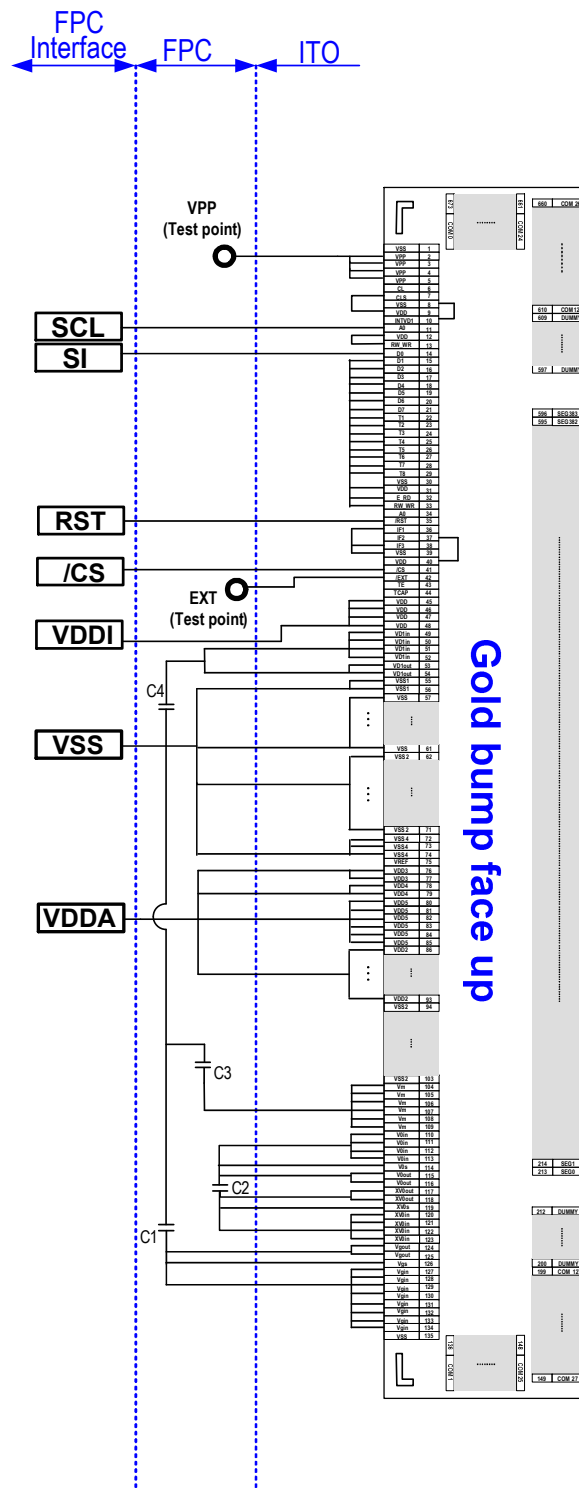 FPC
Interface
FPC
ITO
VPP
(Test point)
SCL
SI
RST
/CS
EXT
(Test point)
VDDI
C4
VSS
VDDA
C3
C2
C1
Gold bump face up
673 COM 0
661 COM 24
VSS 1
VPP 2
VPP 3
VPP 4
VPP 5
CL 6
CLS 7
VSS 8
VDD 9
INTVD1 10
A0 11
VDD 12
RW_WR 13
D0 14
D1 15
D2 16
D3 17
D4 18
D5 19
D6 20
D7 21
T1 22
T2 23
T3 24
T4 25
T5 26
T6 27
T7 28
T8 29
VSS 30
VDD 31
E_RD 32
RW_WR 33
A0 34
/RST 35
IF1 36
IF2 37
IF3 38
VSS 39
VDD 40
/CS 41
/EXT 42
TE 43
TCAP 44
VDD 45
VDD 46
VDD 47
VDD 48
VD1in 49
VD1in 50
VD1in 51
VD1in 52
VD1out 53
VD1out 54
VSS1 55
VSS1 56
VSS 57
VSS 61
VSS2 62
VSS2 71
VSS4 72
VSS4 73
VSS4 74
VREF 75
VDD3 76
VDD3 77
VDD4 78
VDD4 79
VDD5 80
VDD5 81
VDD5 82
VDD5 83
VDD5 84
VDD5 85
VDD2 86
VDD2 93
VSS2 94
VSS2 103
Vm 104
Vm 105
Vm 106
Vm 107
Vm 108
Vm 109
V0in 110
V0in 111
V0in 112
V0in 113
V0s 114
V0out 115
V0out 116
XV0out 117
XV0out 118
XV0s 119
XV0in 120
XV0in 121
XV0in 122
XV0in 123
Vgout 124
Vgout 125
Vgs 126
Vgin 127
Vgin 128
Vgin 129
Vgin 130
Vgin 131
Vgin 132
Vgin 133
Vgin 134
VSS 135
136 COM 1
148 COM 25
660 COM 26
610
609 DUMMY
597 DUMMY
596 SEG383
595 SEG382
214 SEG1
213 SEG0
212 DUMMY
200 DUMMY
199
149 COM 27